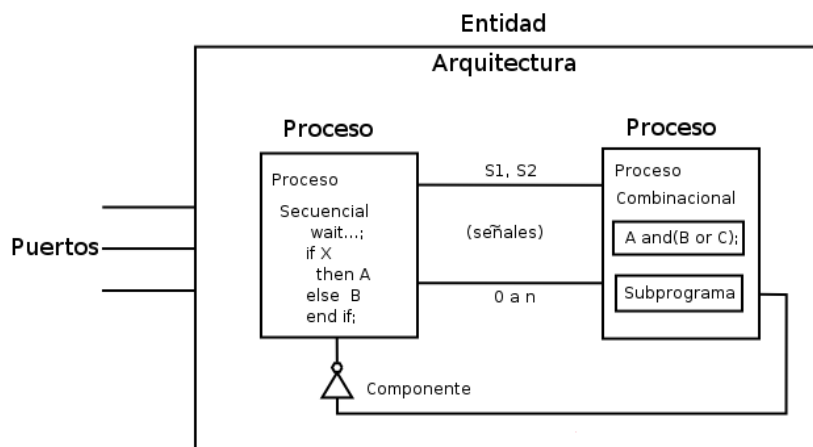 Entidad
Arquitectura
Proceso
Proceso
Proceso
Secuencial
wait...;
if X
then A
else B
end if;
S1, S2
(señales)
0 a n
Proceso
Combinacional
A and(B or C);
Subprograma
Puertos
Componente